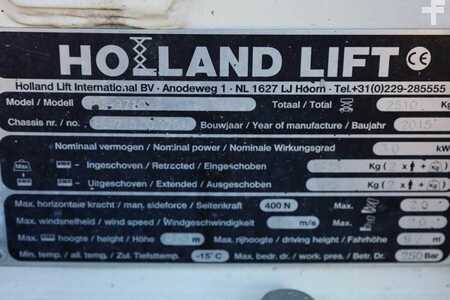 HOLLAND LIFT CE
Holland Lift International BV - Anodeweg 1 - NL 1627 LJ Hoorn - Tel.+31(0)229-285555
Model / Modell Totaal / Total Kg
Chassis nr. / no. Bouwjaar / Year of manufacture / Baujahr 2015
Nominaal vermogen / Nominal power / Nominale Wirkungsgrad kW
Max Ingeschoven / Retracted / Eingeschoben Kg
Uitgeschoven / Extended / Ausgeschoben Kg
Max. horizontale kracht / man. sideforce / Seitenkraft 400 N Max.
Max. windsnelheid / wind speed / Windgeschwindigkeit m/s Max.
Max. hoogte / height / Höhe m Max. rijhoogte / driving height / Fahrhöhe m
Min. temp. / all. temp. / Zul. Tiefsttemp. -15°C Max. bedr. dr. / work. pres. / Betr. Dr. 250 Bar